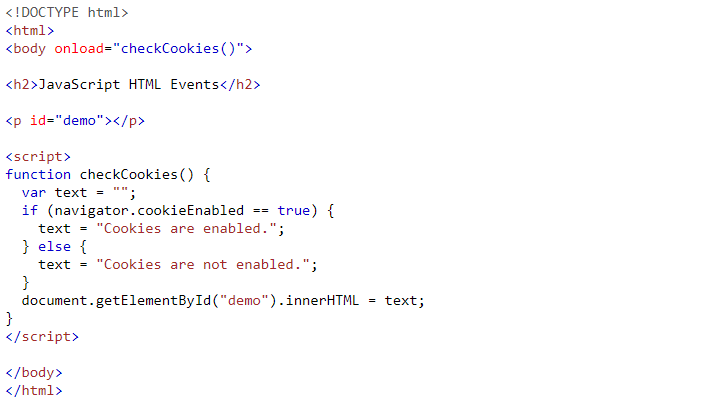 <!DOCTYPE html>
<html>
<body onload="checkCookies()">
<h2>JavaScript HTML Events</h2>
<p id="demo"></p>
<script>
function checkCookies() {
  var text = "";
  if (navigator.cookieEnabled == true) {
    text = "Cookies are enabled.";
  } else {
    text = "Cookies are not enabled.";
  }
  document.getElementById("demo").innerHTML = text;
}
</script>
</body>
</html>